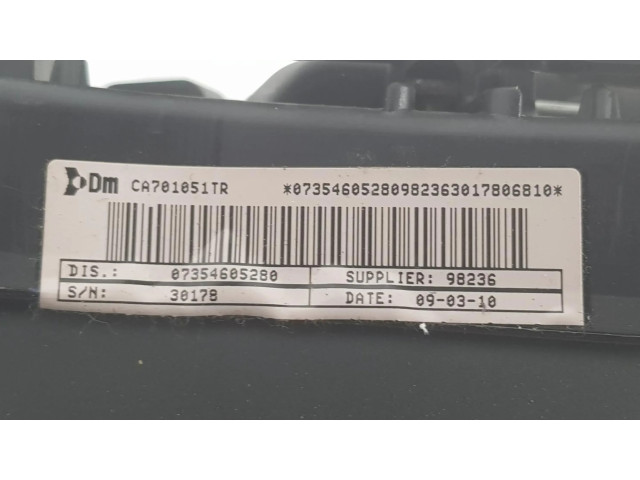 Dm CA701051TR *07354605280982363017806810*
DIS.: 07354605280 SUPPLIER: 98236
S/N: 30178 DATE: 09-03-10